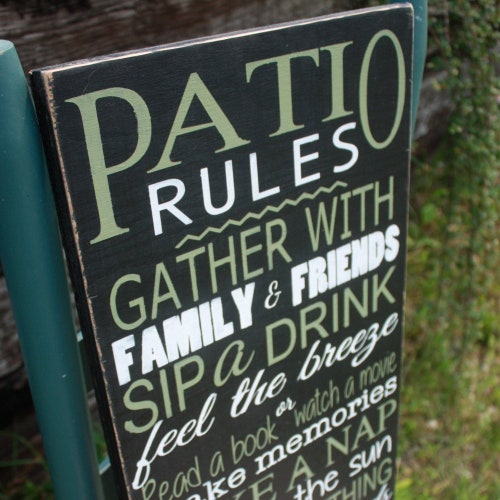 PATIO
RULES
GATHER WITH
FAMILY & FRIENDS
SIP a DRINK
feel the breeze
Read a book or watch a movie
make memories
A NAP
the sun